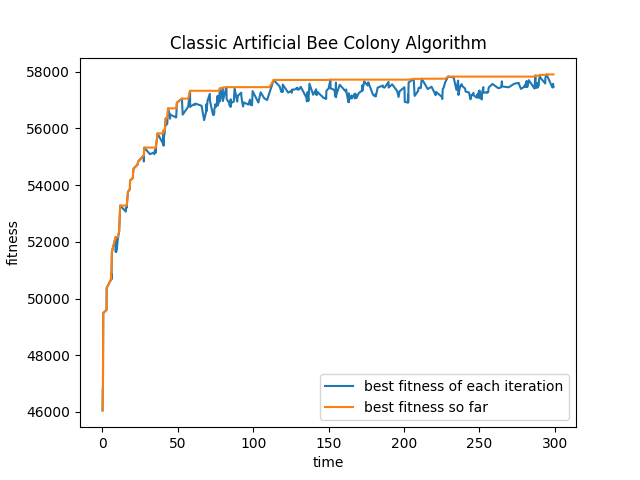 Classic Artificial Bee Colony Algorithm
58000
56000
54000
52000
50000
48000
46000
fitness
best fitness of each iteration
best fitness so far
0 50 100 150 200 250 300
time